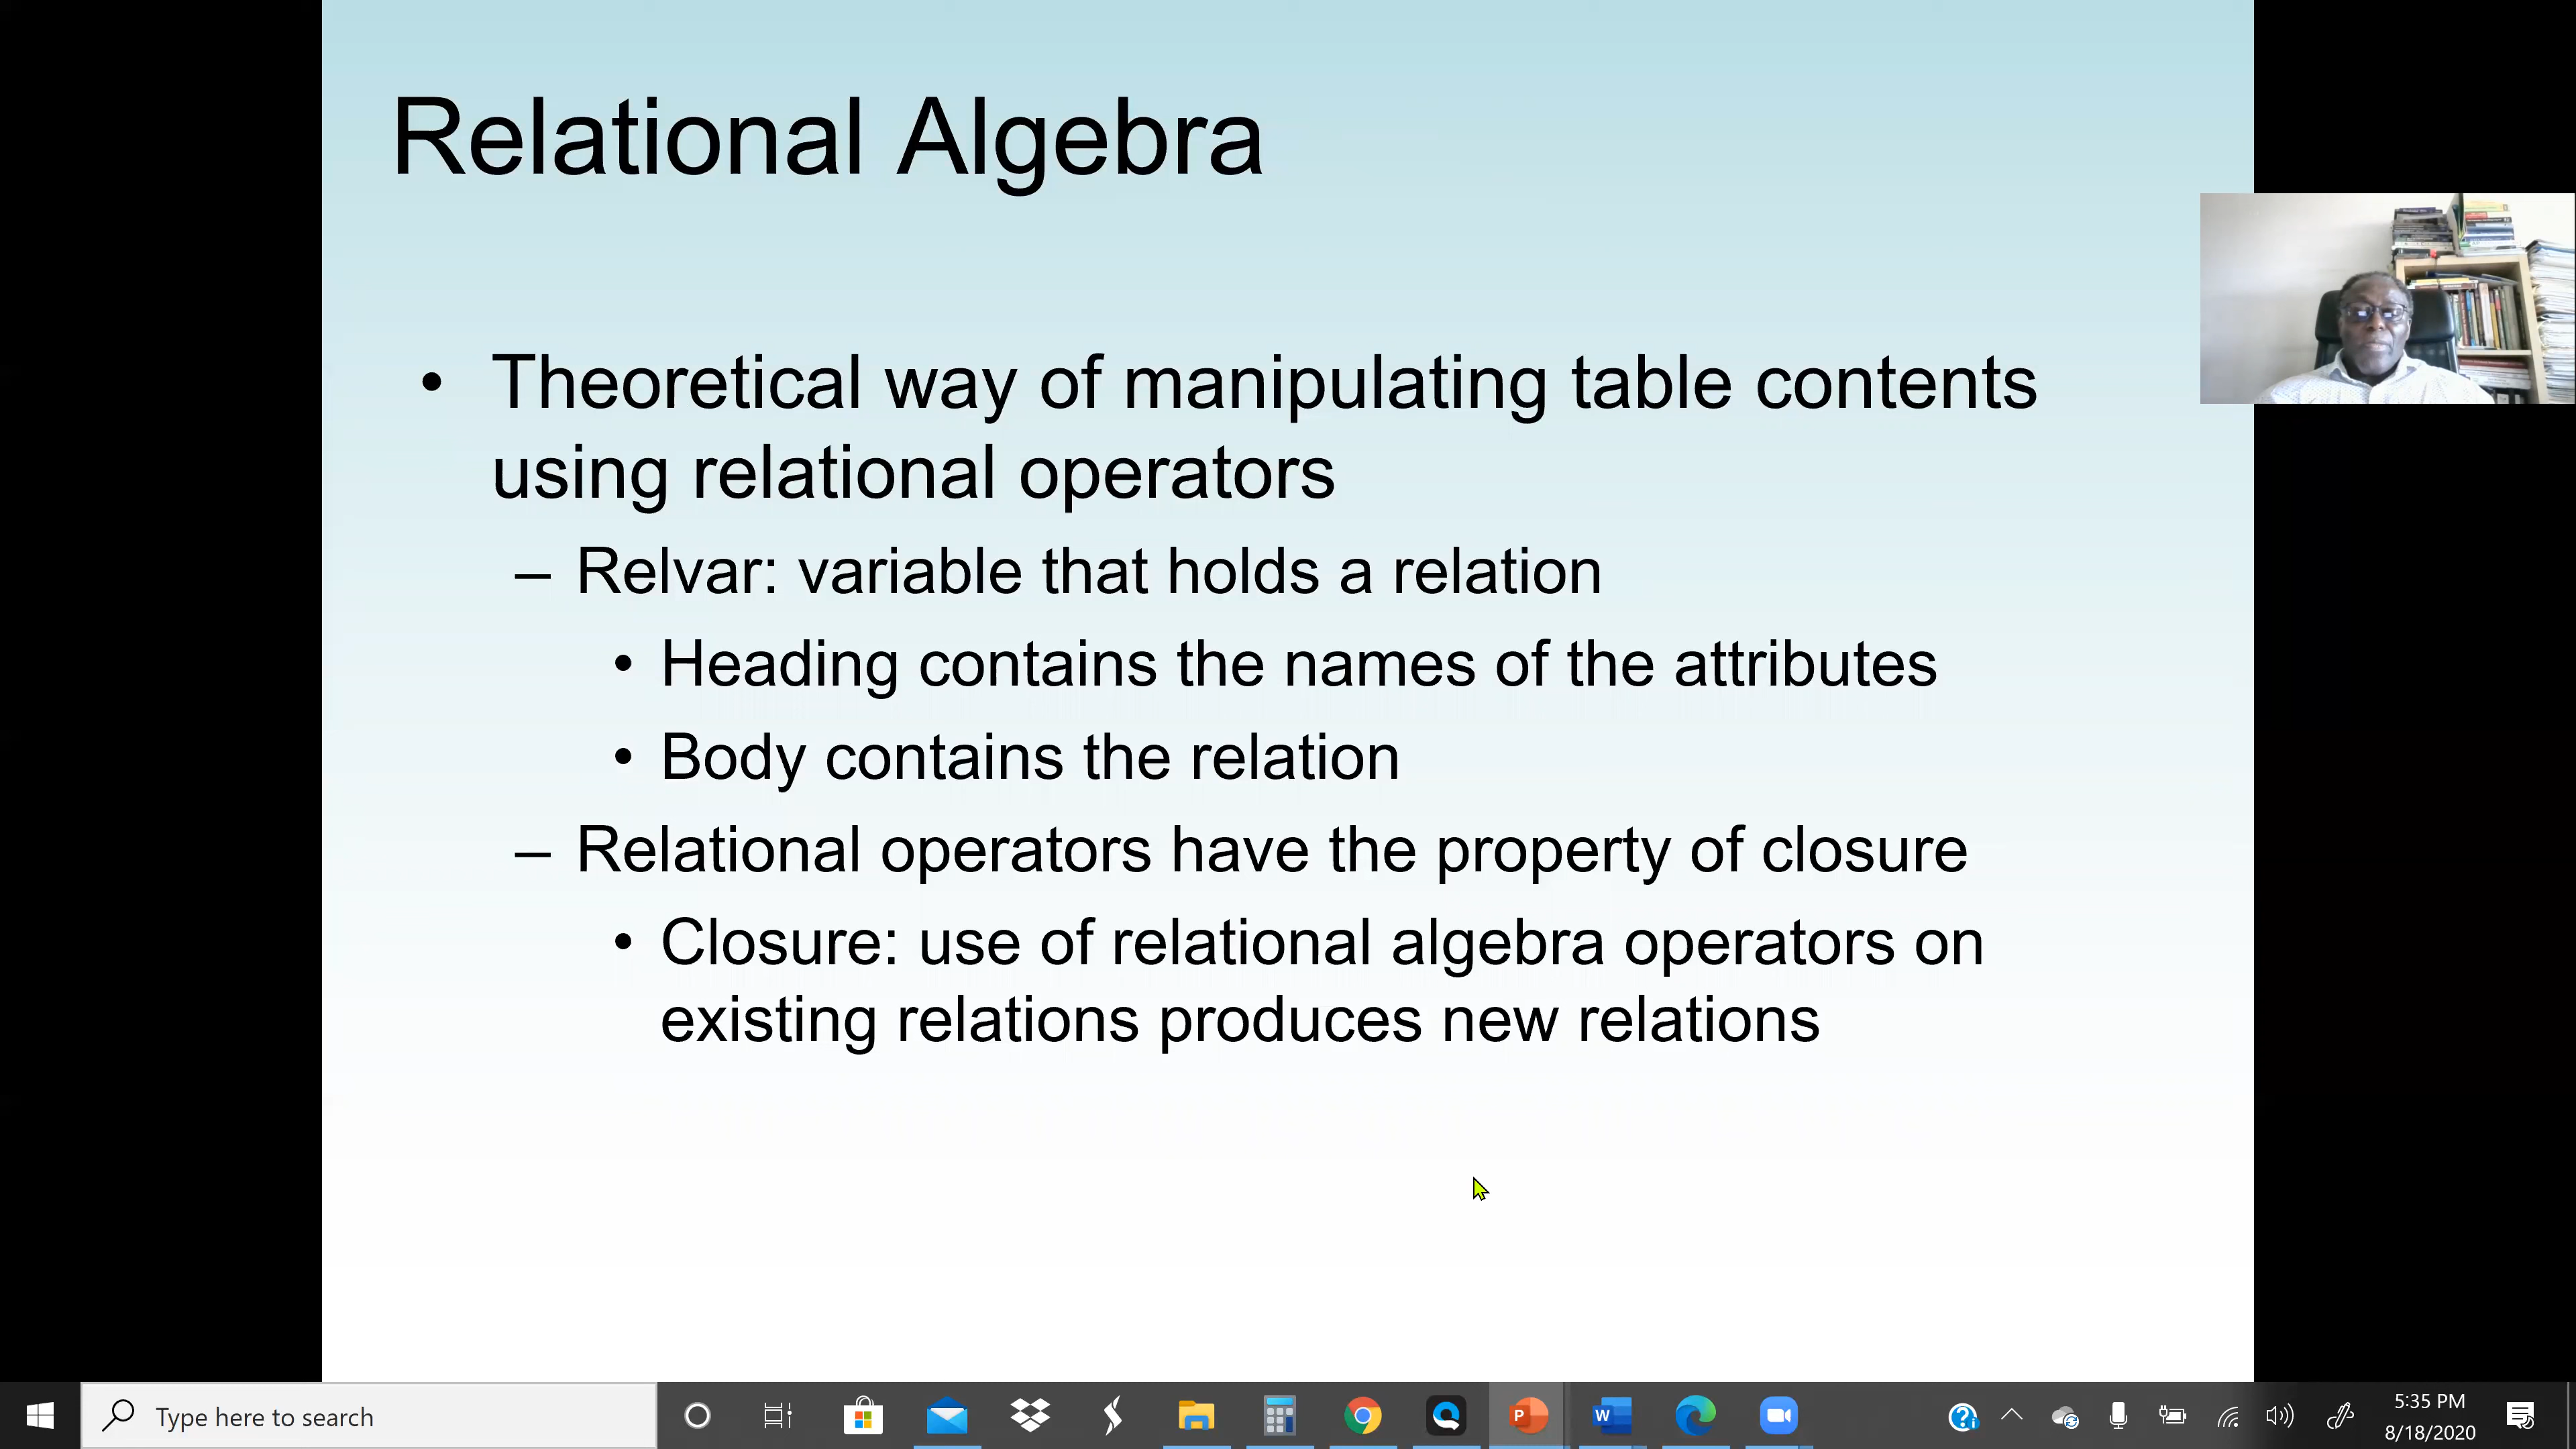 Relational Algebra
• Theoretical way of manipulating table contents
using relational operators
– Relvar: variable that holds a relation
• Heading contains the names of the attributes
• Body contains the relation
– Relational operators have the property of closure
• Closure: use of relational algebra operators on
existing relations produces new relations
Type here to search
5:35 PM
8/18/2020